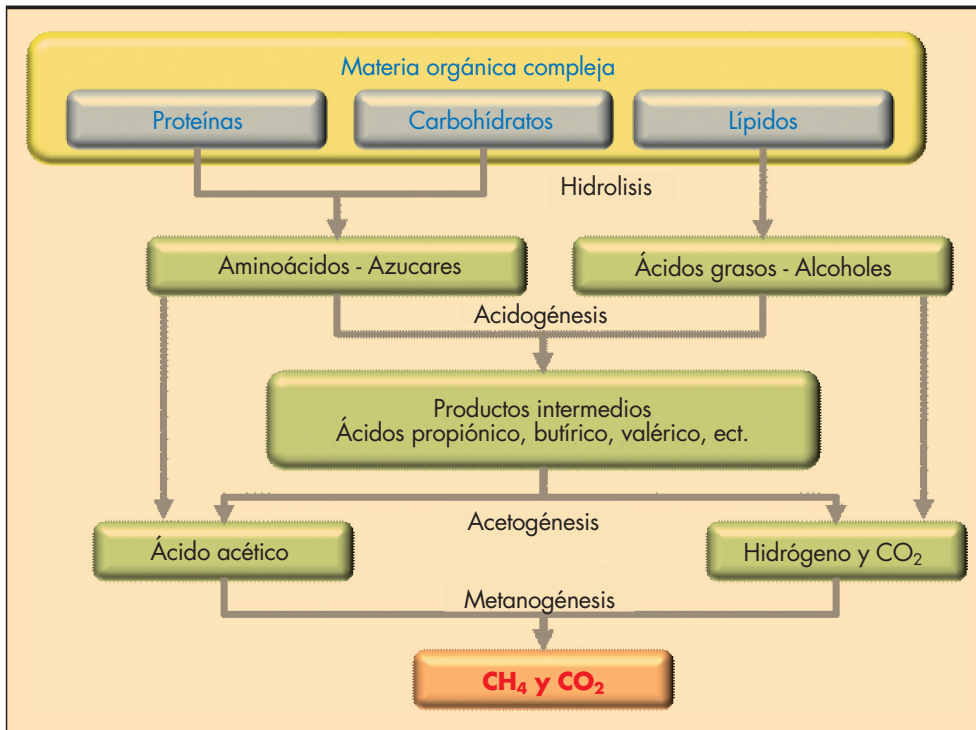 Materia orgánica compleja
Proteínas
Carbohídratos
Lípidos
Hidrolisis
Aminoácidos - Azucares
Ácidos grasos - Alcoholes
Acidogénesis
Productos intermedios
Ácidos propiónico, butírico, valérico, ect.
Acetogénesis
Ácido acético
Hidrógeno y CO₂
Metanogénesis
CH₄ y CO₂